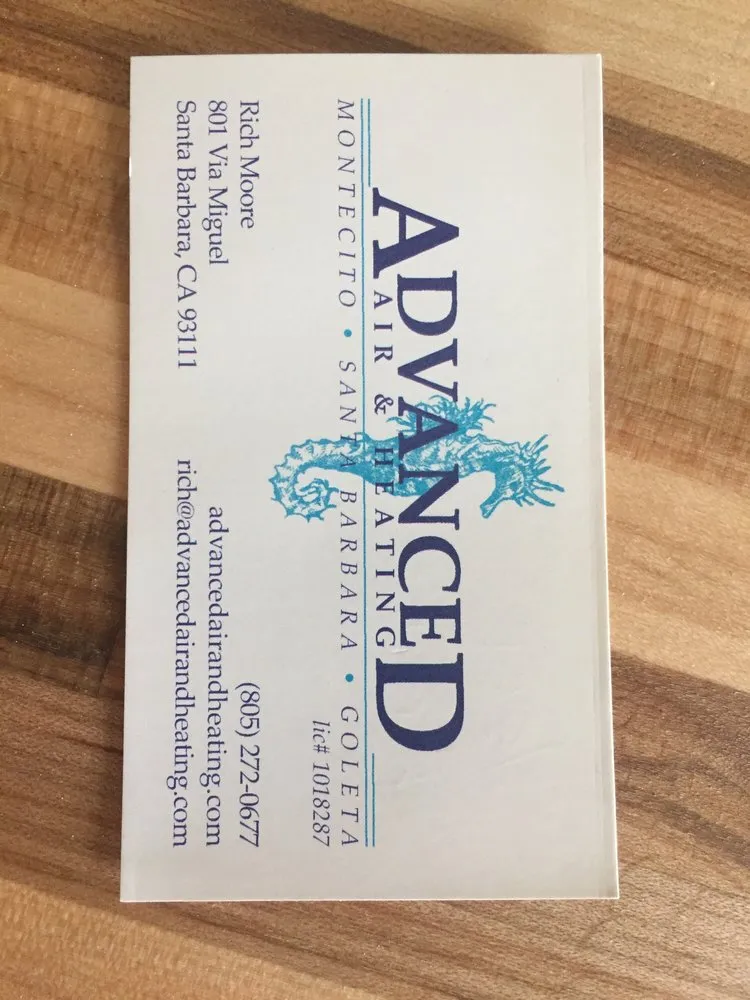 ADVANCED
AIR & HEATING
MONTECITO • SANTA BARBARA • GOLETA
lic# 1018287
Rich Moore
801 Via Miguel
Santa Barbara, CA 93111
(805) 272-0677
advancedairandheating.com
rich@advancedairandheating.com